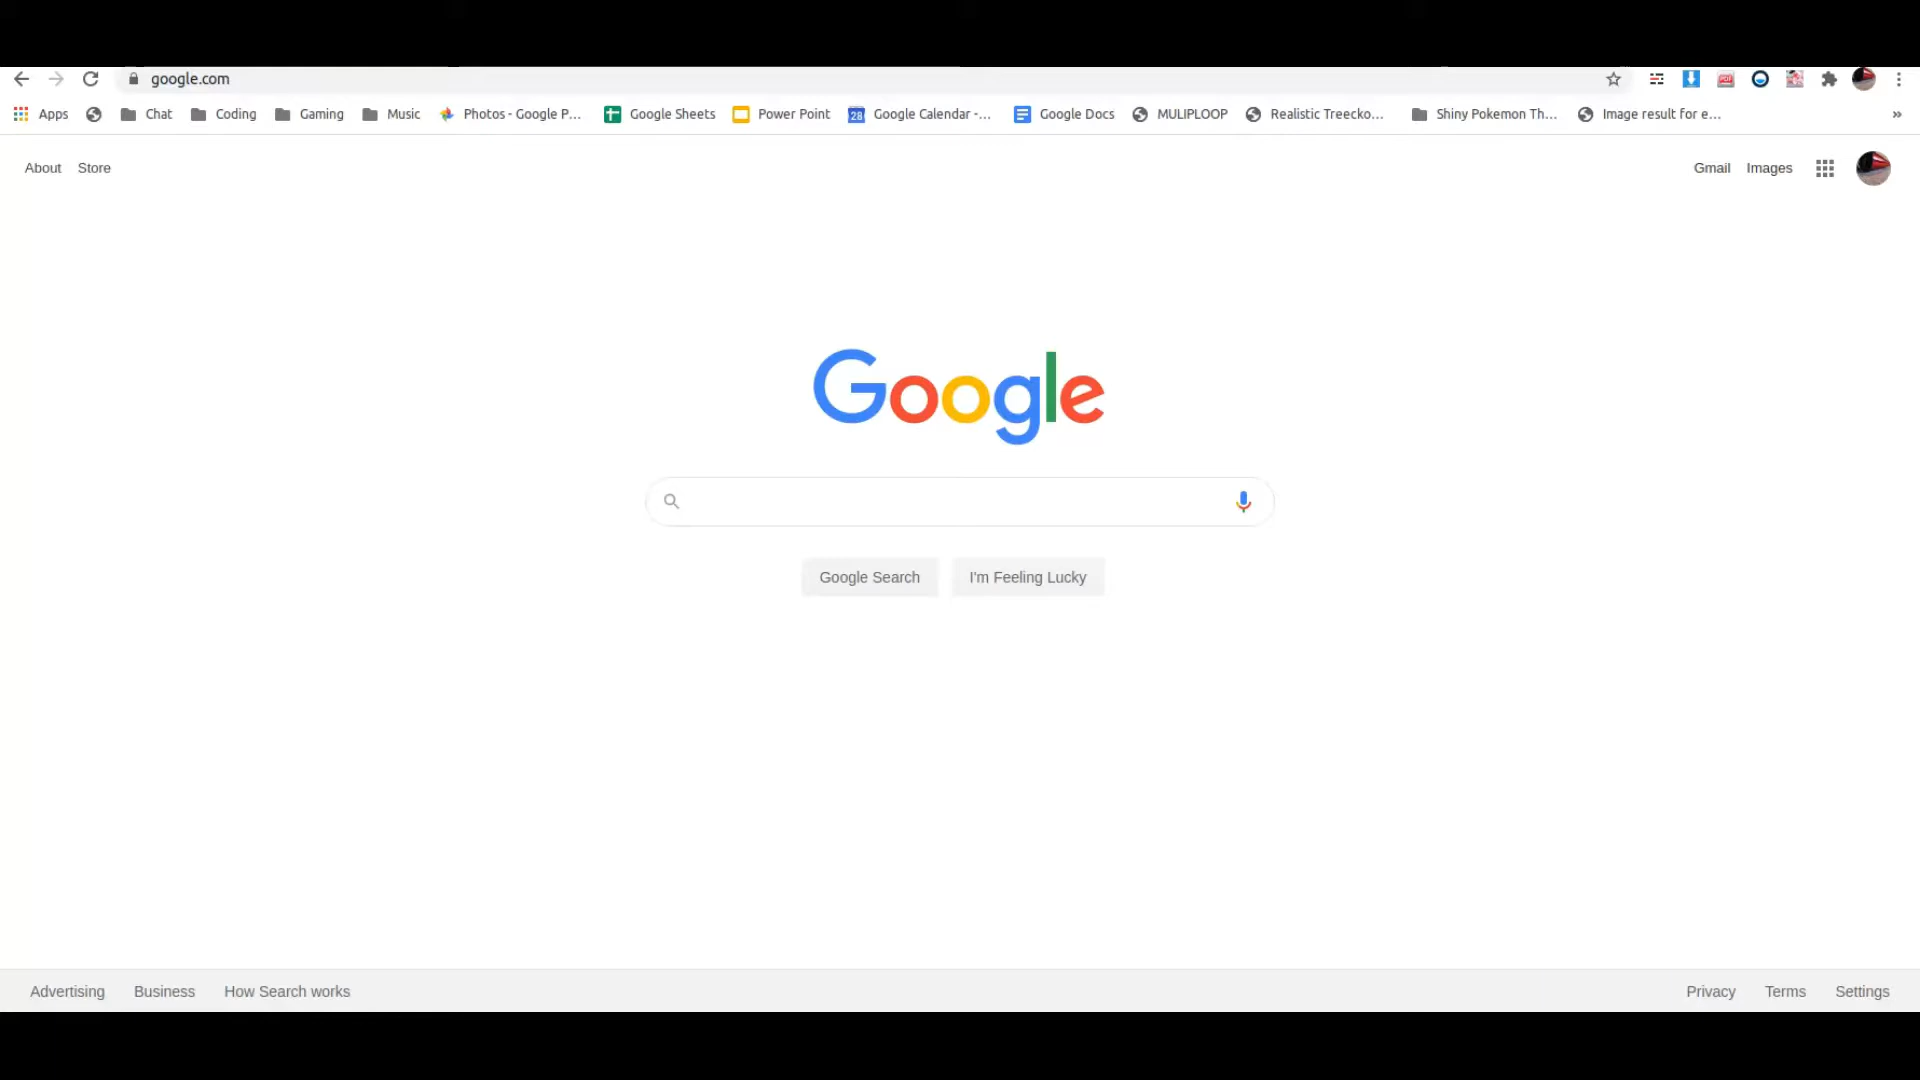 google.com
Apps Chat Coding Gaming Music Photos - Google P... Google Sheets Power Point 28 Google Calendar -... Google Docs MULIPLOOP Realistic Treecko... Shiny Pokemon Th... Image result for e... »
About Store Gmail Images
Google
Google Search I'm Feeling Lucky
Advertising Business How Search works Privacy Terms Settings